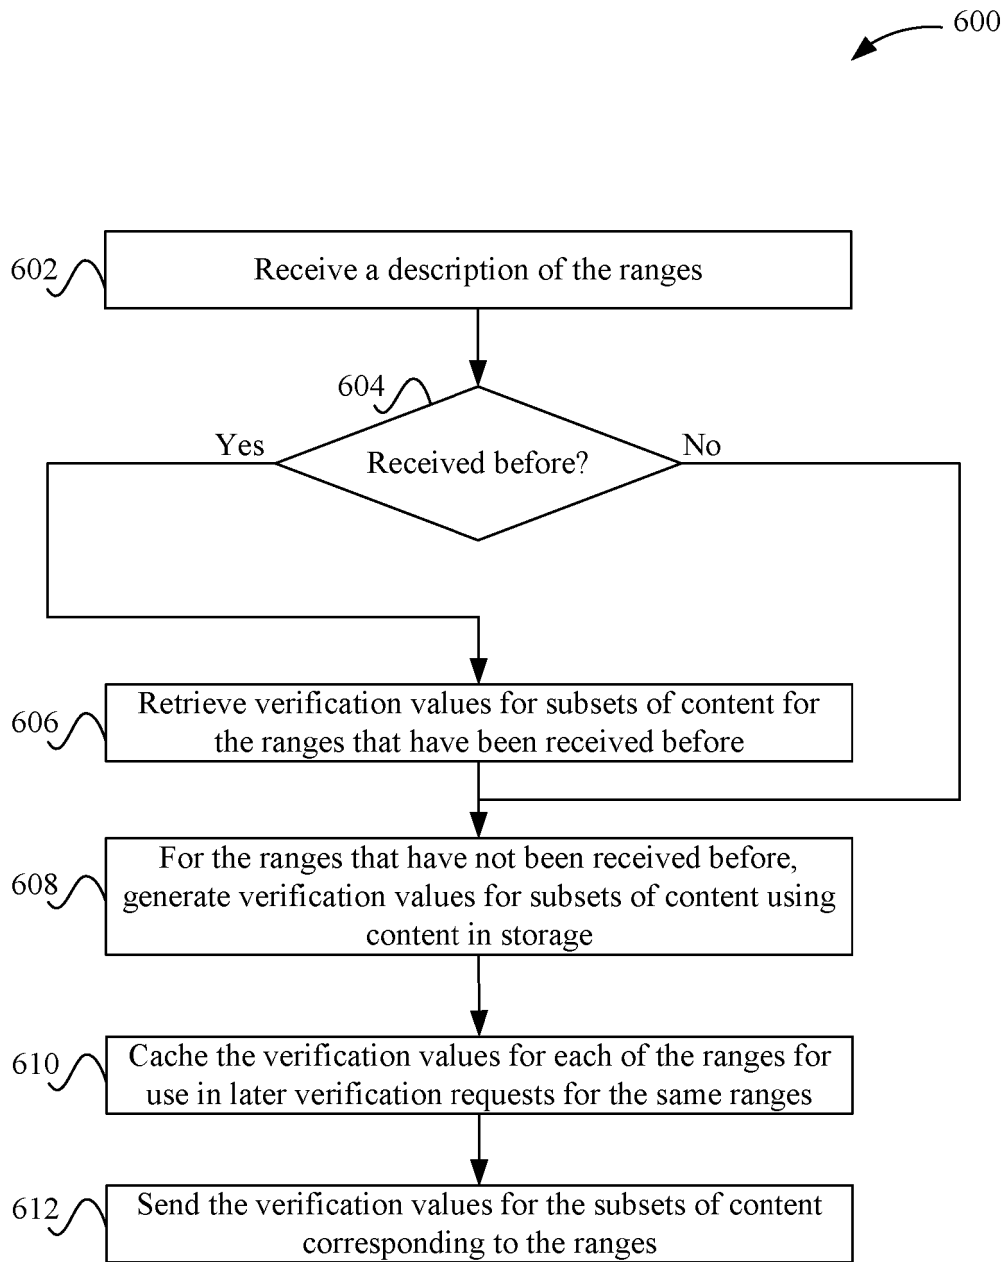 600
602
Receive a description of the ranges
604
Yes
Received before?
No
606
Retrieve verification values for subsets of content for
the ranges that have been received before
608
For the ranges that have not been received before,
generate verification values for subsets of content using
content in storage
610
Cache the verification values for each of the ranges for
use in later verification requests for the same ranges
612
Send the verification values for the subsets of content
corresponding to the ranges